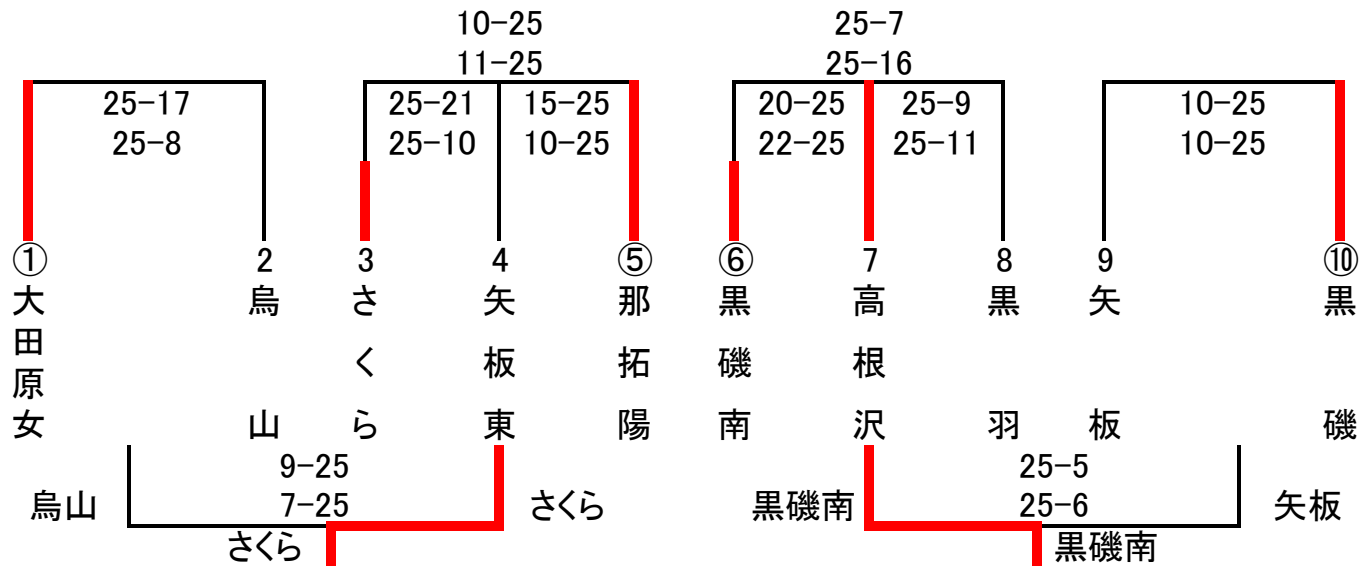 10-25 25-7
11-25 25-16
25-17 25-21 15-25 20-25 25-9 10-25
25-8 25-10 10-25 22-25 25-11 10-25
① 2 3 4 ⑤ ⑥ 7 8 9 ⑩
大田原女
烏山
さくら
矢板東
那拓陽
黒磯南
高根沢
黒羽
矢板
黒磯
9-25 25-5
烏山 7-25 さくら 黒磯南 25-6 矢板
さくら 黒磯南